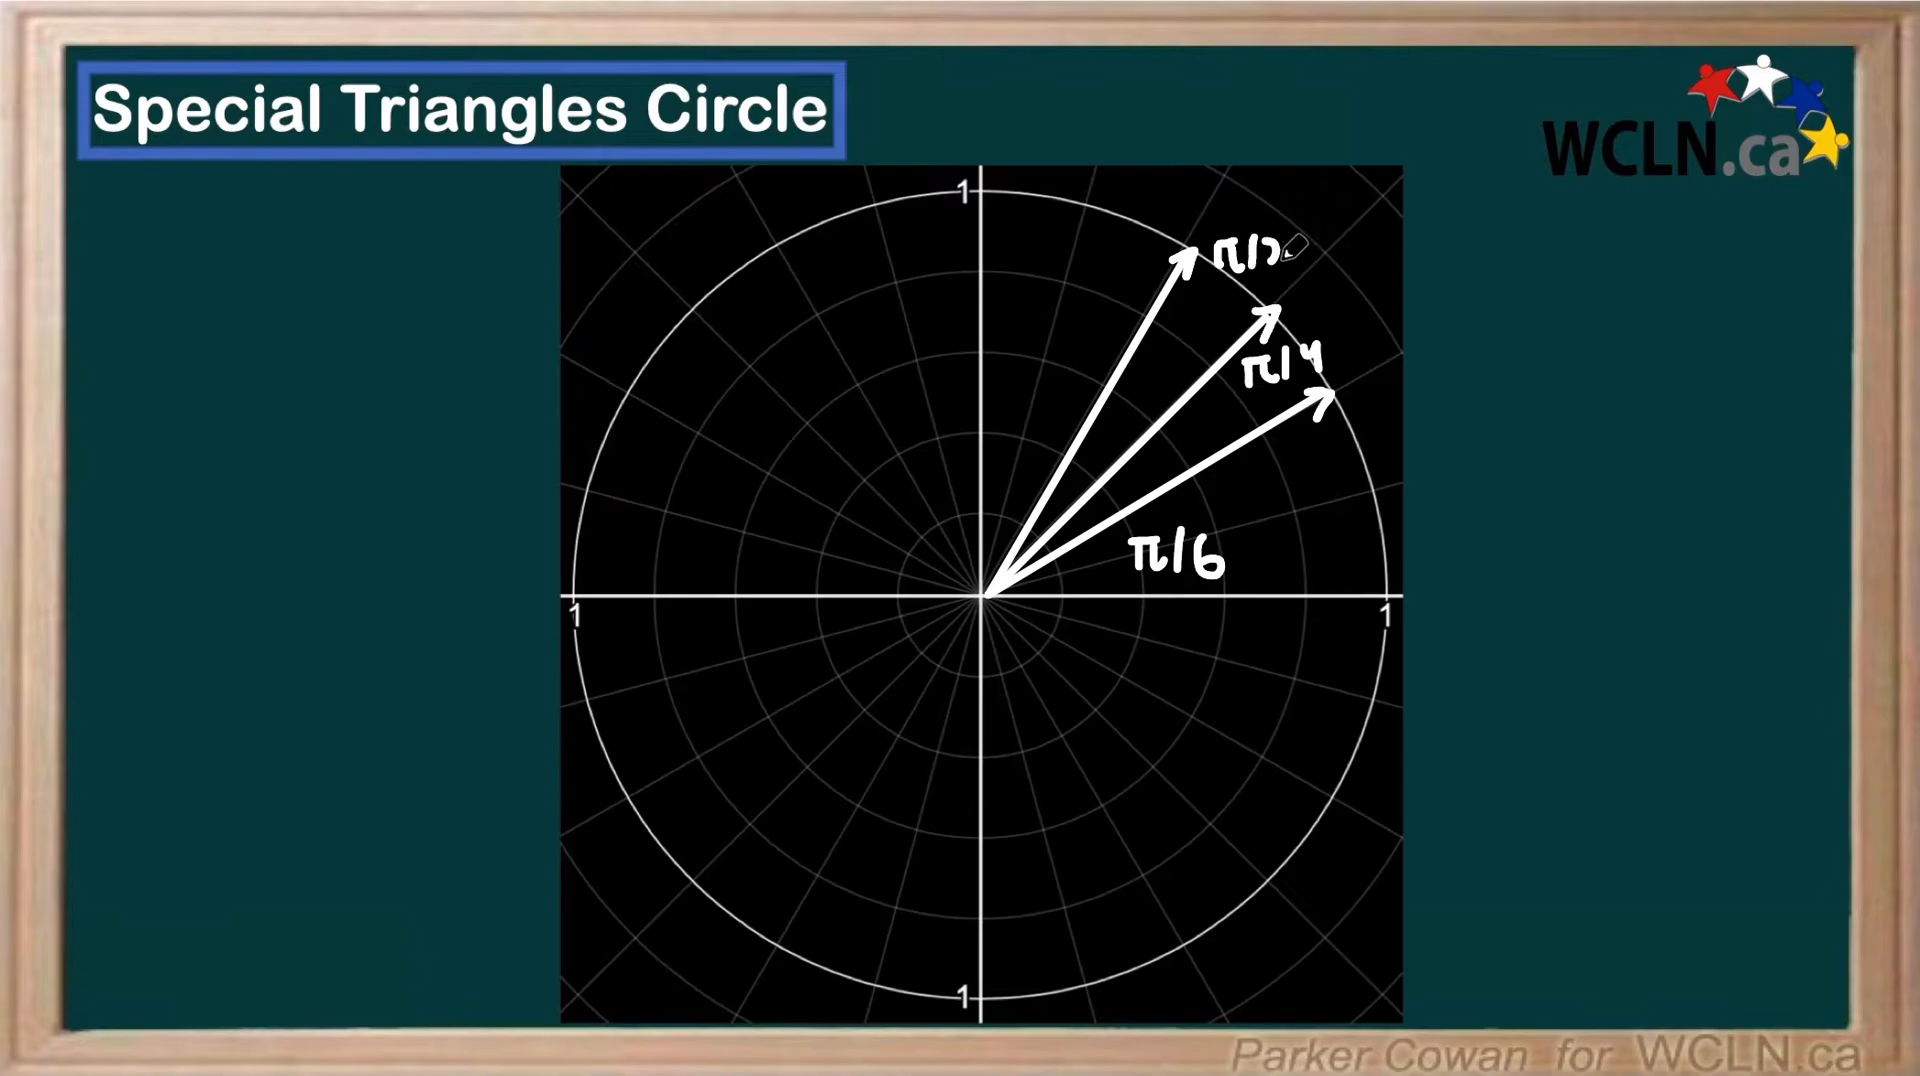 Special Triangles Circle
WCLN.ca
1
π/4
π/6
1
1
1
Parker Cowan for WCLN.ca